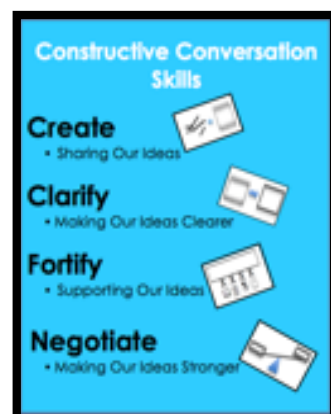 Constructive Conversation
Skills
Create
• Sharing Our Ideas
Clarify
• Making Our Ideas Clearer
Fortify
• Supporting Our Ideas
Negotiate
• Making Our Ideas Stronger